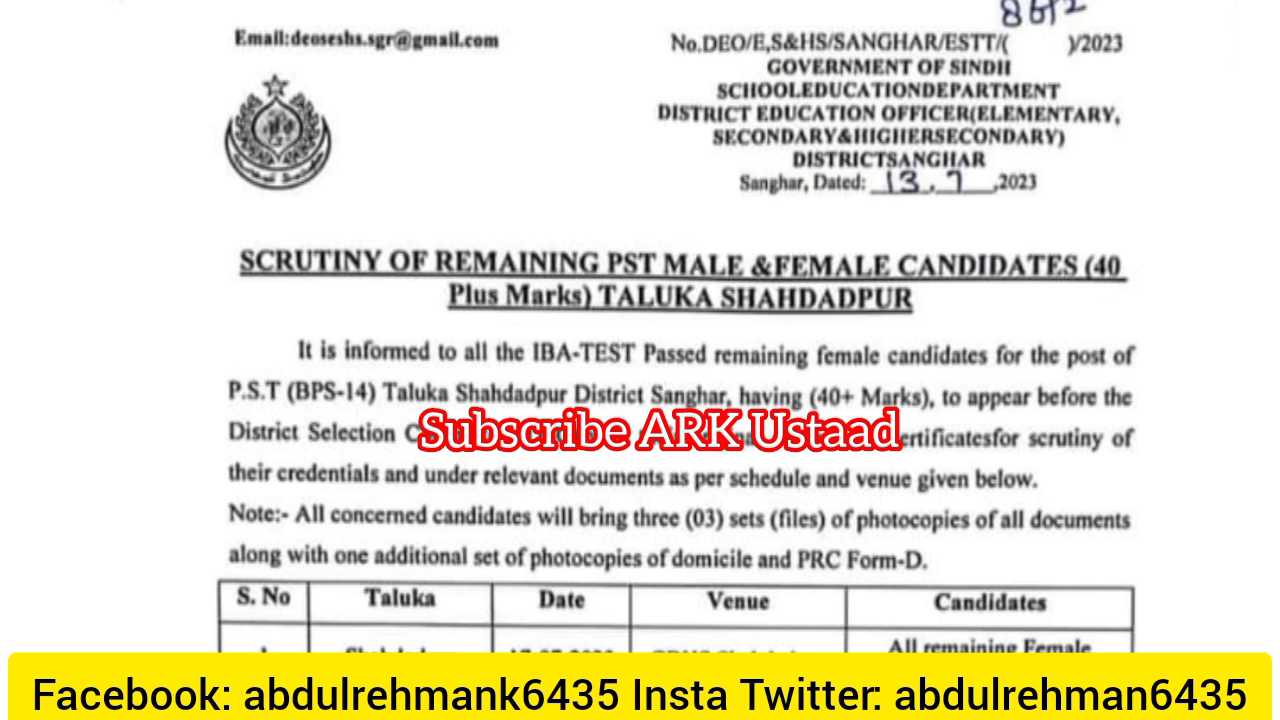 8672
Email:deoseshs.sgr@gmail.com
No.DEO/E,S&HS/SANGHAR/ESTT/( )/2023
GOVERNMENT OF SINDH
SCHOOLEDUCATIONDEPARTMENT
DISTRICT EDUCATION OFFICER(ELEMENTARY,
SECONDARY&HIGHERSECONDARY)
DISTRICTSANGHAR
Sanghar, Dated: 13.7,2023
SCRUTINY OF REMAINING PST MALE &FEMALE CANDIDATES (40
Plus Marks) TALUKA SHAHDADPUR
It is informed to all the IBA-TEST Passed remaining female candidates for the post of
P.S.T (BPS-14) Taluka Shahdadpur District Sanghar, having (40+ Marks), to appear before the
District Selection ertificatesfor scrutiny of
Subscribe ARK Ustaad
their credentials and under relevant documents as per schedule and venue given below.
Note:- All concerned candidates will bring three (03) sets (files) of photocopies of all documents
along with one additional set of photocopies of domicile and PRC Form-D.
S. No Taluka Date Venue Candidates
All remaining Female
Facebook: abdulrehmank6435 Insta Twitter: abdulrehman6435